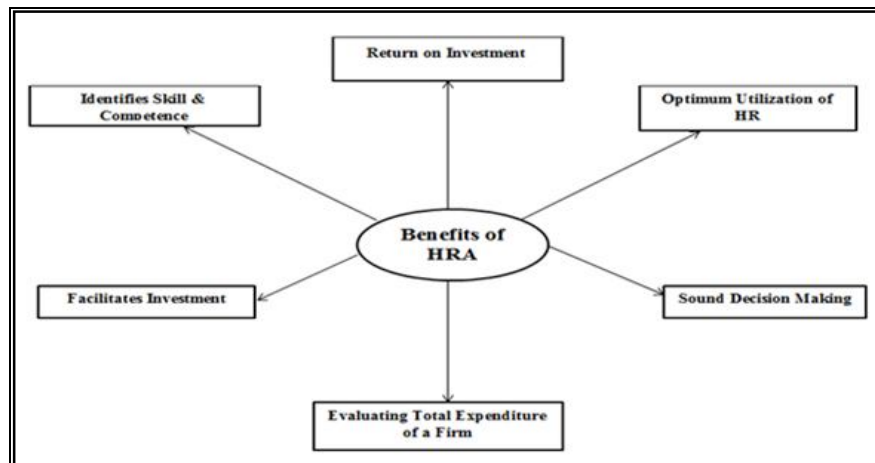 Return on Investment
Identifies Skill &
Competence
Optimum Utilization of
HR
Benefits of
HRA
Facilitates Investment
Sound Decision Making
Evaluating Total Expenditure
of a Firm